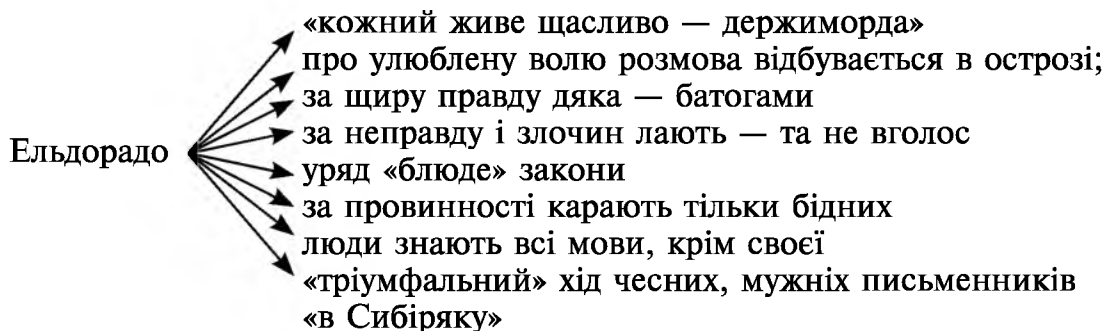 «кожний живе щасливо — держиморда»
про улюблену волю розмова відбувається в острозі;
за щиру правду дяка — батогами
Ельдорадо
за неправду і злочин лають — та не вголос
уряд «блюде» закони
за провинності карають тільки бідних
люди знають всі мови, крім своєї
«тріумфальний» хід чесних, мужніх письменників
«в Сибіряку»